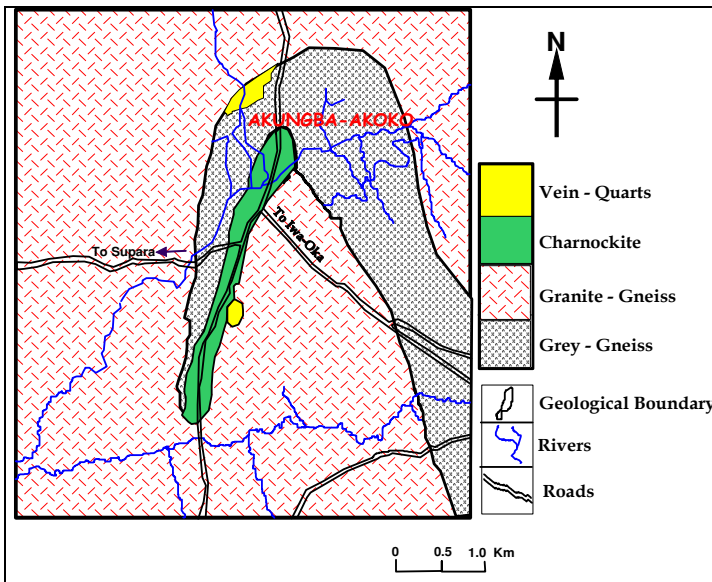 N
AKUNGBA-AKOKO
To Iwa-Oka
To Supara
Vein - Quarts
Charnockite
Granite - Gneiss
Grey - Gneiss
Geological Boundary
Rivers
Roads
0 0.5 1.0 Km